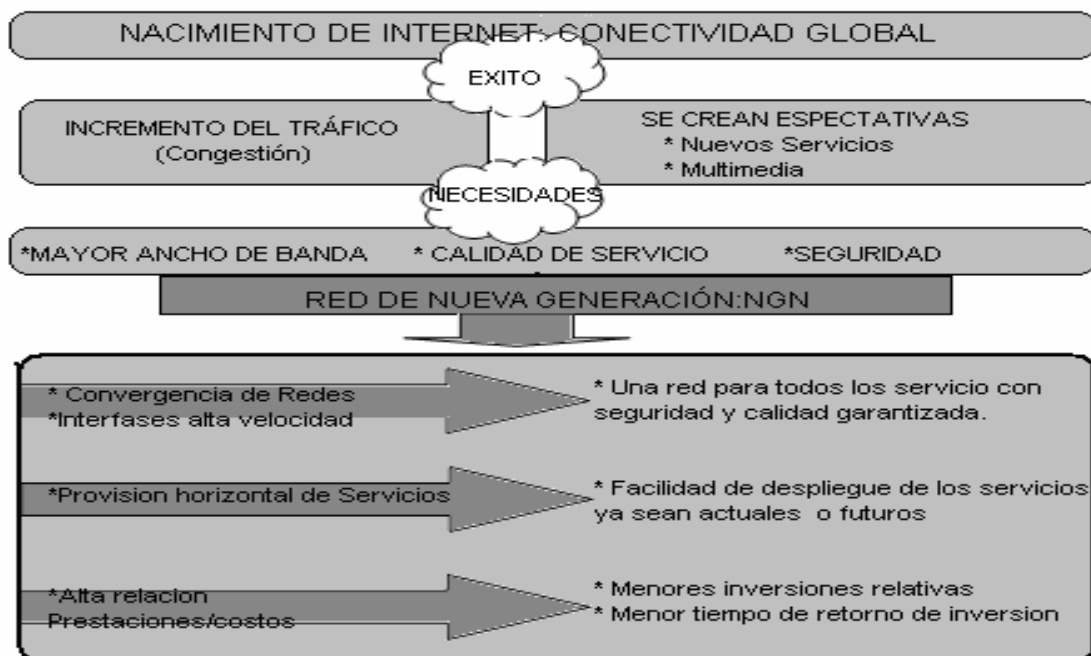 NACIMIENTO DE INTERNET: CONECTIVIDAD GLOBAL
EXITO
INCREMENTO DEL TRÁFICO
(Congestión)
SE CREAN ESPECTATIVAS
* Nuevos Servicios
* Multimedia
NECESIDADES
*MAYOR ANCHO DE BANDA * CALIDAD DE SERVICIO *SEGURIDAD
RED DE NUEVA GENERACIÓN:NGN
* Convergencia de Redes
*Interfases alta velocidad
* Una red para todos los servicio con
seguridad y calidad garantizada.
*Provision horizontal de Servicios
* Facilidad de despliegue de los servicios
ya sean actuales o futuros
*Alta relacion
Prestaciones/costos
* Menores inversiones relativas
* Menor tiempo de retorno de inversion